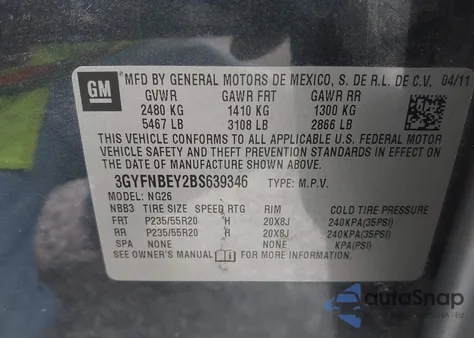 GM MFD BY GENERAL MOTORS DE MEXICO, S. DE R.L. DE C.V. 04/11
GVWR GAWR FRT GAWR RR
2480 KG 1410 KG 1300 KG
5467 LB 3108 LB 2866 LB
THIS VEHICLE CONFORMS TO ALL APPLICABLE U.S. FEDERAL MOTOR
VEHICLE SAFETY AND THEFT PREVENTION STANDARDS IN EFFECT ON THE
DATE OF MANUFACTURE SHOWN ABOVE.
3GYFNBEY2BS639346 TYPE: M.P.V.
MODEL: NG26
NBB3 TIRE SIZE SPEED RTG RIM COLD TIRE PRESSURE
FRT P235/55R20 H 20X8J 240KPA(35PSI)
RR P235/55R20 H 20X8J 240KPA(35PSI)
SPA NONE NONE KPA(PSI)
SEE OWNER'S MANUAL FOR MORE INFORMATION
autoSnap